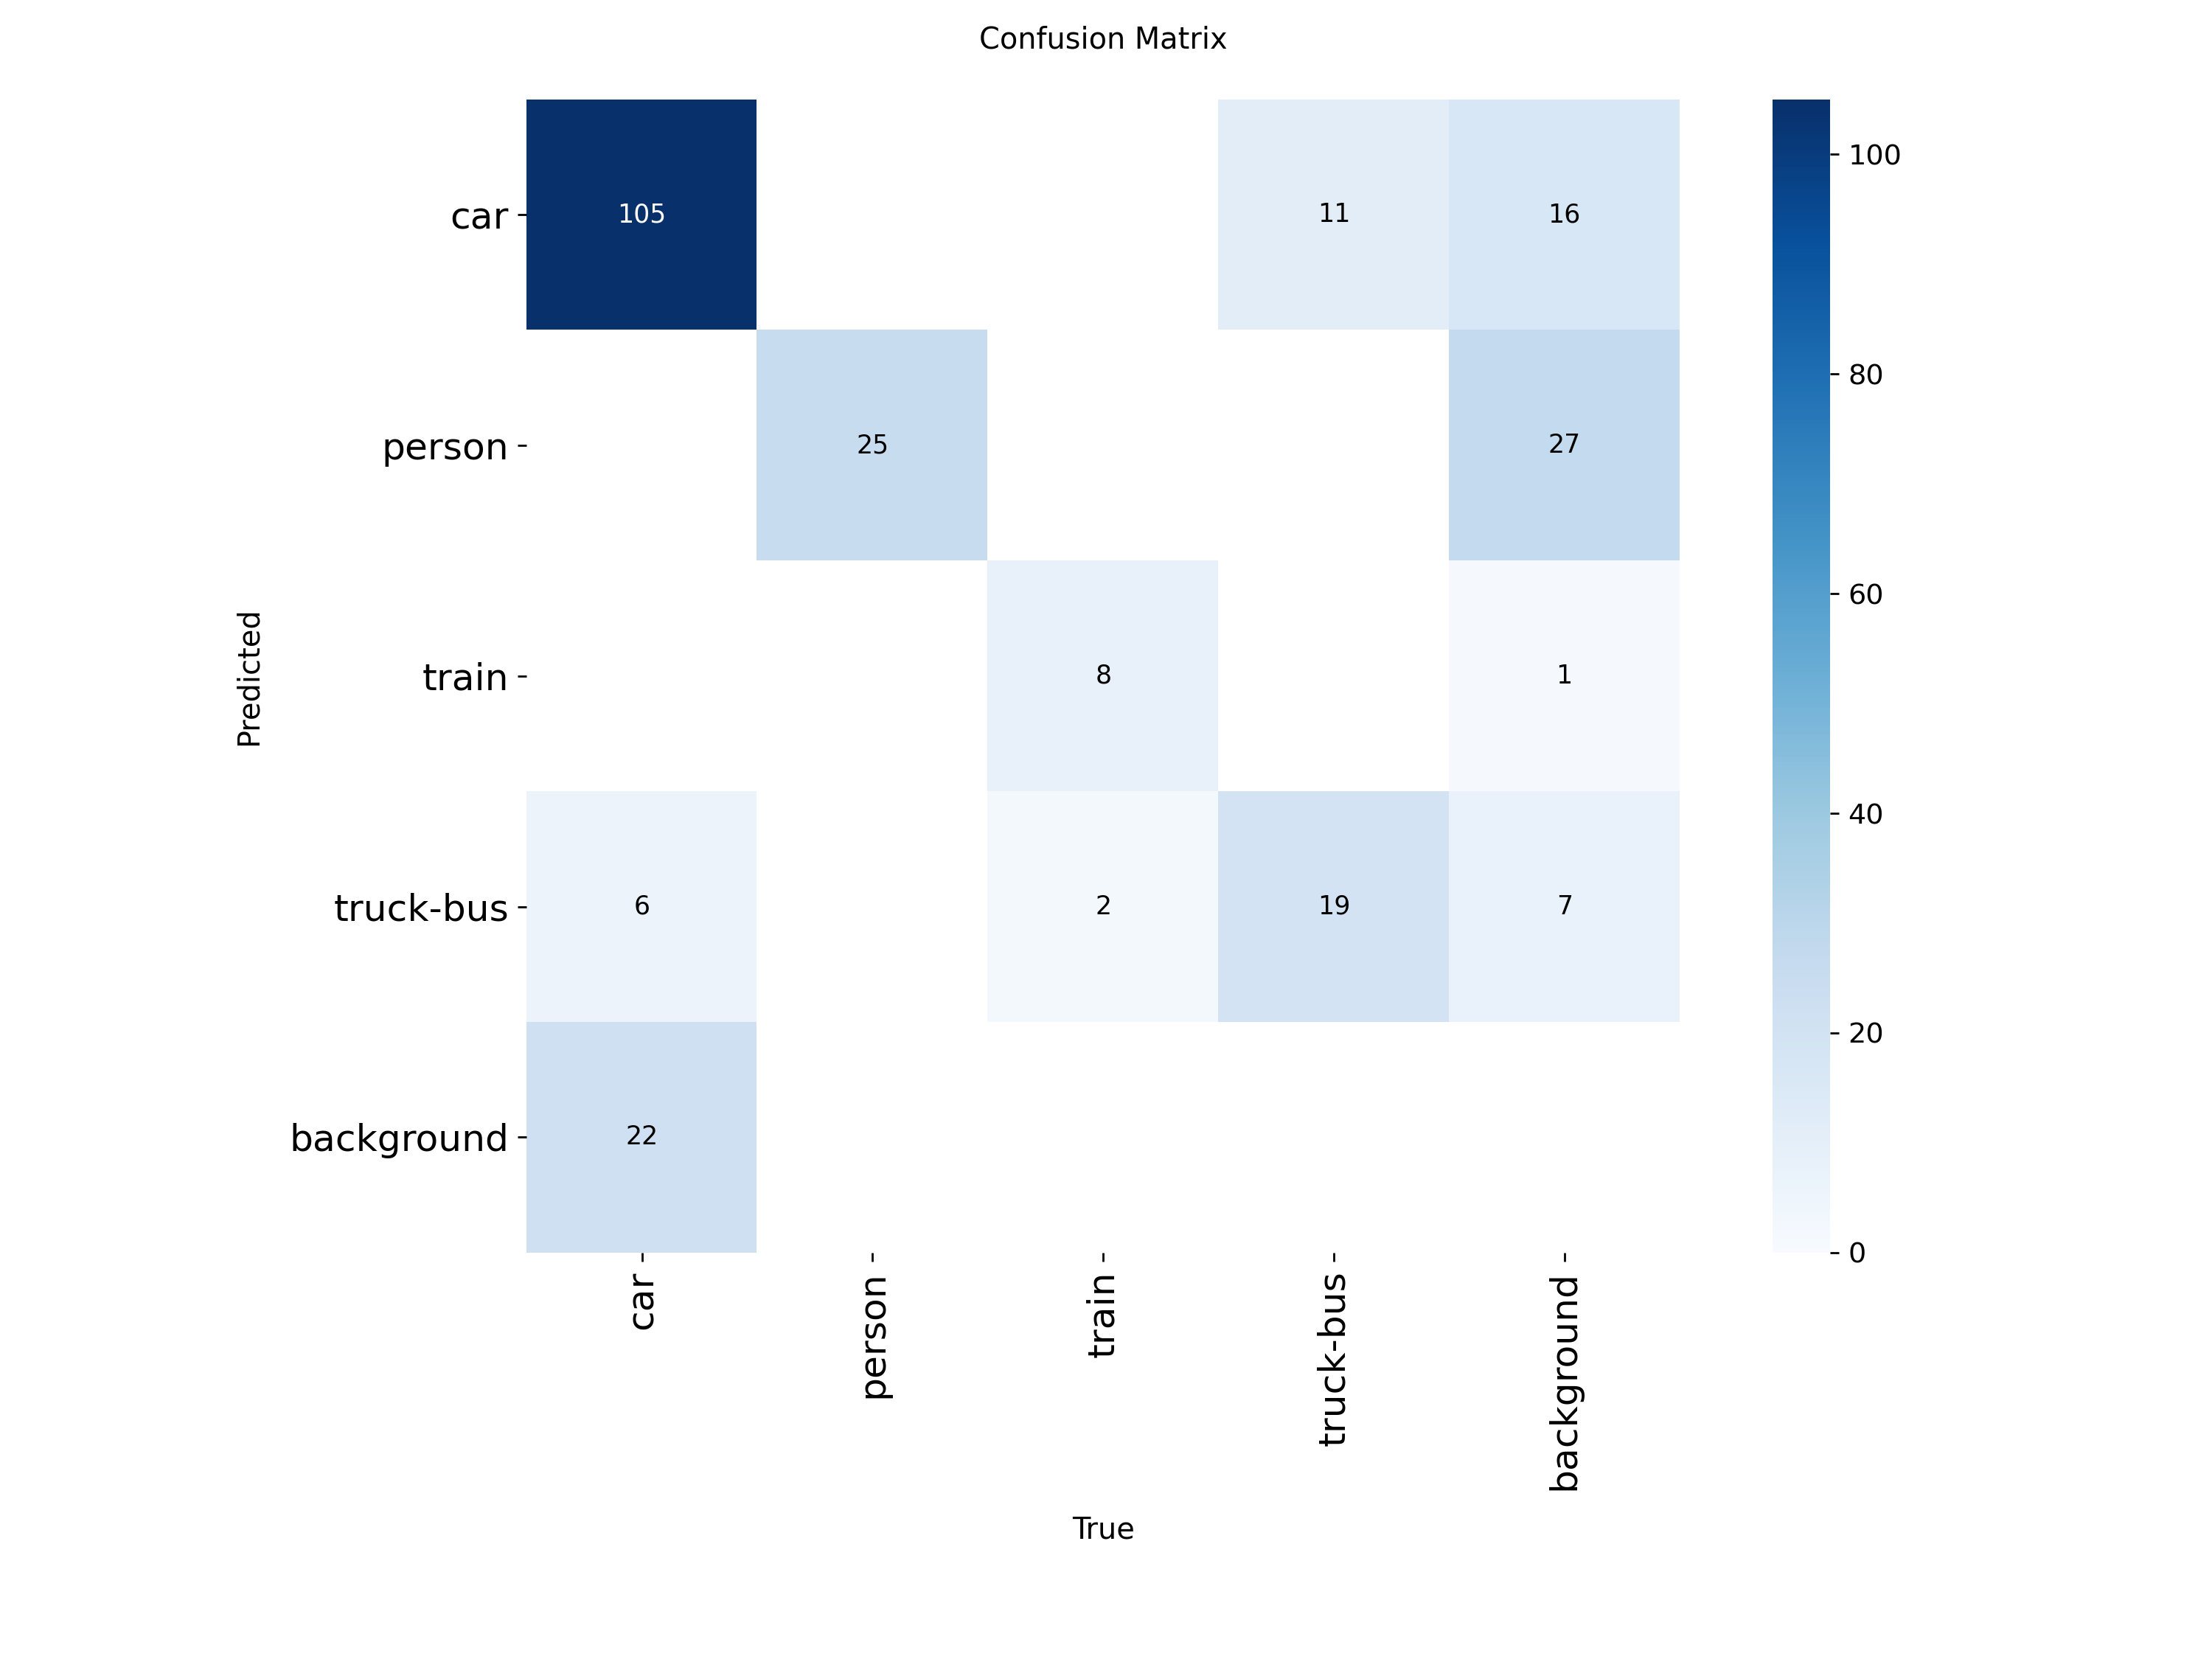 Confusion Matrix
car
105
11
16
100
person
25
27
80
train
8
1
60
truck-bus
6
2
19
7
40
background
22
20
0
Predicted
car
person
train
truck-bus
background
True